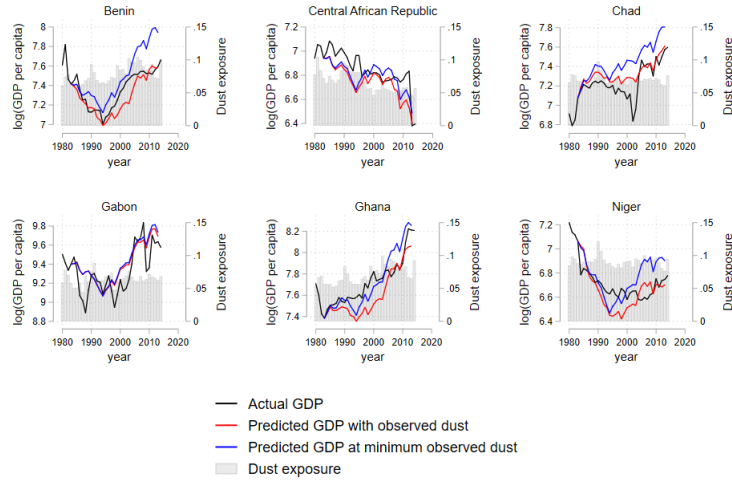 Benin
Central African Republic
Chad
log(GDP per capita)
8
7.8
7.6
7.4
7.2
7
.15
.1
.05
0
Dust exposure
1980 1990 2000 2010 2020
year
log(GDP per capita)
7.2
7
6.8
6.6
6.4
.15
.1
.05
0
Dust exposure
1980 1990 2000 2010 2020
year
log(GDP per capita)
7.8
7.6
7.4
7.2
7
6.8
.15
.1
.05
0
Dust exposure
1980 1990 2000 2010 2020
year
Gabon
Ghana
Niger
log(GDP per capita)
9.8
9.6
9.4
9.2
9
8.8
.15
.1
.05
0
Dust exposure
1980 1990 2000 2010 2020
year
log(GDP per capita)
8.2
8
7.8
7.6
7.4
.15
.1
.05
0
Dust exposure
1980 1990 2000 2010 2020
year
log(GDP per capita)
7.2
7
6.8
6.6
6.4
.15
.1
.05
0
Dust exposure
1980 1990 2000 2010 2020
year
Actual GDP
Predicted GDP with observed dust
Predicted GDP at minimum observed dust
Dust exposure